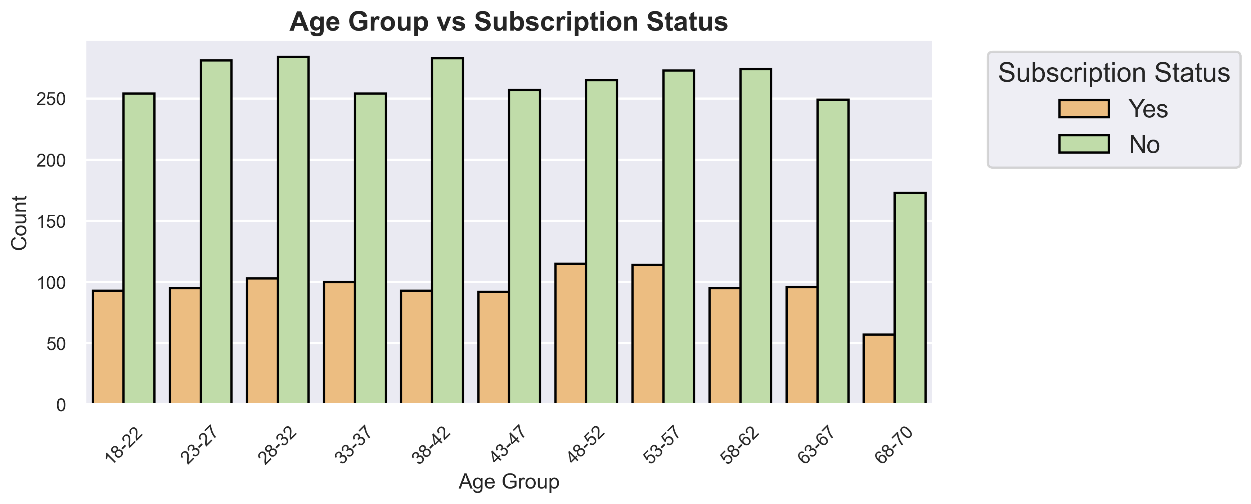 Age Group vs Subscription Status
Subscription Status
Yes
No
Count
250
200
150
100
50
0
18-22
23-27
28-32
33-37
38-42
43-47
48-52
53-57
58-62
63-67
68-70
Age Group